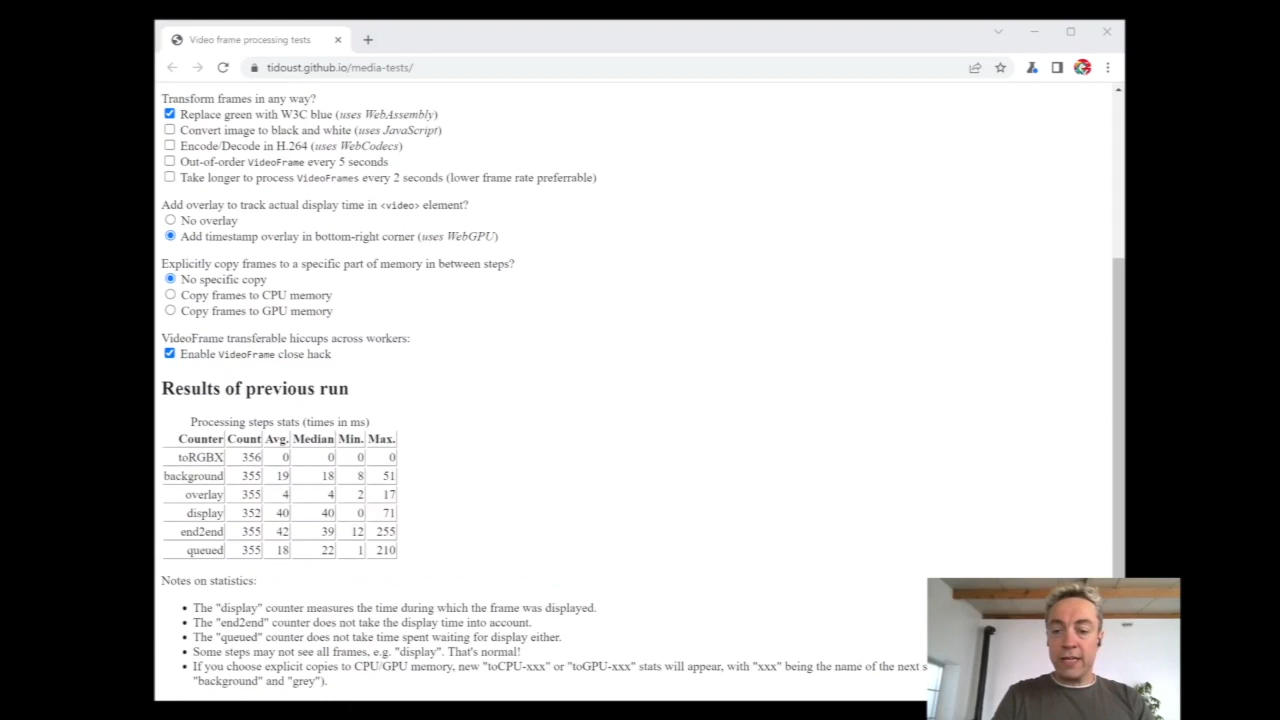 Video frame processing tests
tidoust.github.io/media-tests/
Transform frames in any way?
Replace green with W3C blue (uses WebAssembly)
Convert image to black and white (uses JavaScript)
Encode/Decode in H.264 (uses WebCodecs)
Out-of-order VideoFrame every 5 seconds
Take longer to process VideoFrames every 2 seconds (lower frame rate preferrable)
Add overlay to track actual display time in <video> element?
No overlay
Add timestamp overlay in bottom-right corner (uses WebGPU)
Explicitly copy frames to a specific part of memory in between steps?
No specific copy
Copy frames to CPU memory
Copy frames to GPU memory
VideoFrame transferable hiccups across workers:
Enable VideoFrame close hack
Results of previous run
Processing steps stats (times in ms)
Counter Count Avg. Median Min. Max.
toRGBX 356 0 0 0 0
background 355 19 18 8 51
overlay 355 4 4 2 17
display 352 40 40 0 71
end2end 355 42 39 12 255
queued 355 18 22 1 210
Notes on statistics:
• The "display" counter measures the time during which the frame was displayed.
• The "end2end" counter does not take the display time into account.
• The "queued" counter does not take time spent waiting for display either.
• Some steps may not see all frames, e.g. "display". That's normal!
• If you choose explicit copies to CPU/GPU memory, new "toCPU-xxx" or "toGPU-xxx" stats will appear, with "xxx" being the name of the next s
"background" and "grey").